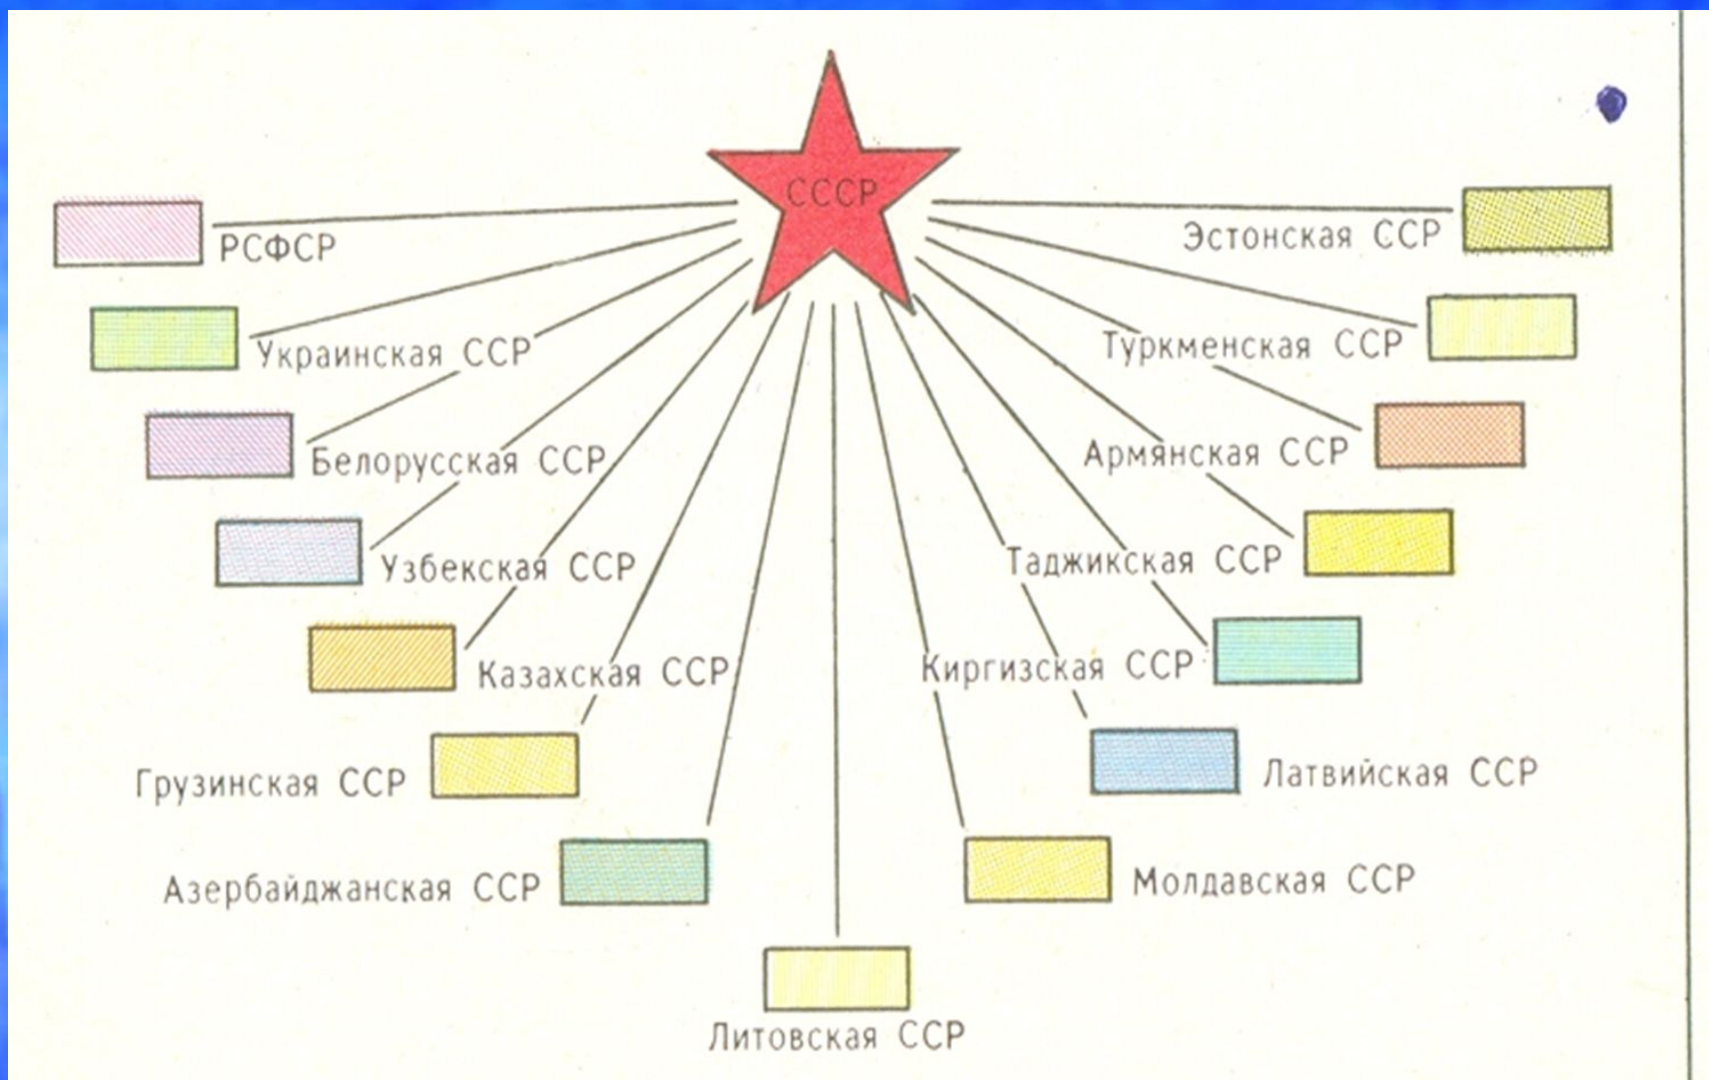 СССР
РСФСР
Эстонская ССР
Украинская ССР
Туркменская ССР
Белорусская ССР
Армянская ССР
Узбекская ССР
Таджикская ССР
Казахская ССР
Киргизская ССР
Грузинская ССР
Латвийская ССР
Азербайджанская ССР
Молдавская ССР
Литовская ССР